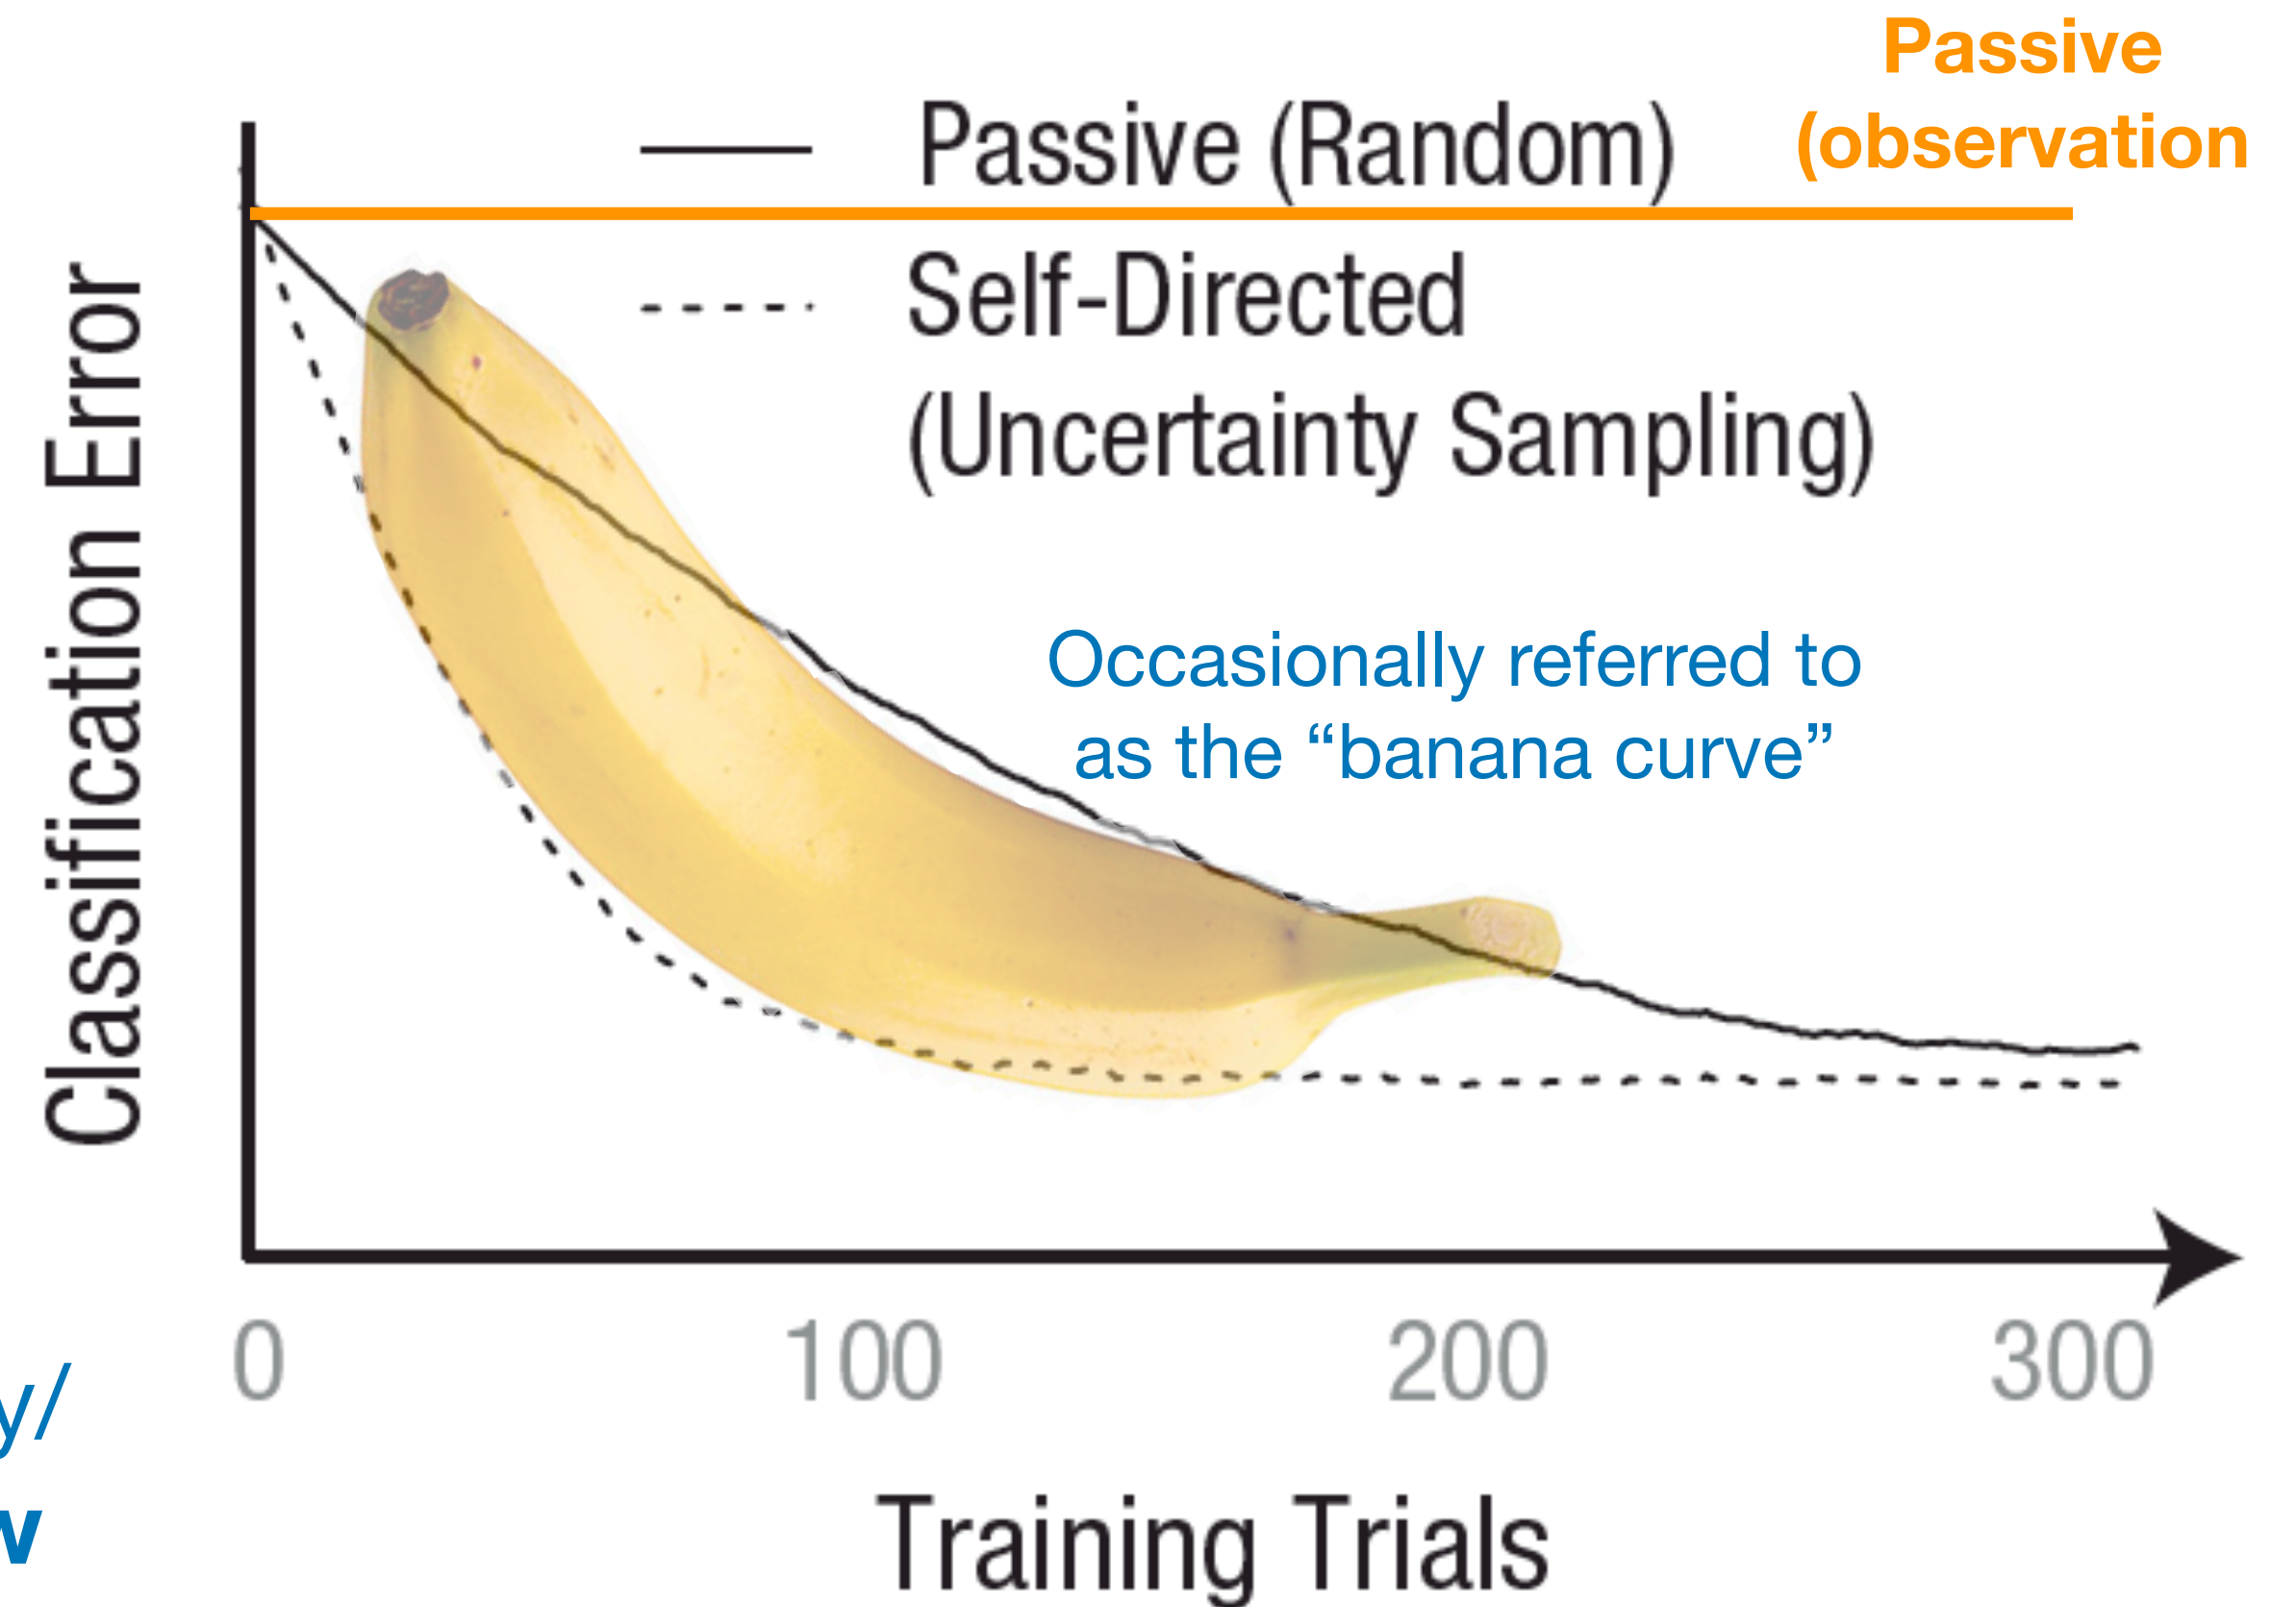 Passive
(observation
Passive (Random)
Self-Directed
(Uncertainty Sampling)
Classification Error
Occasionally referred to
as the “banana curve”
0 100 200 300
y/
w
Training Trials